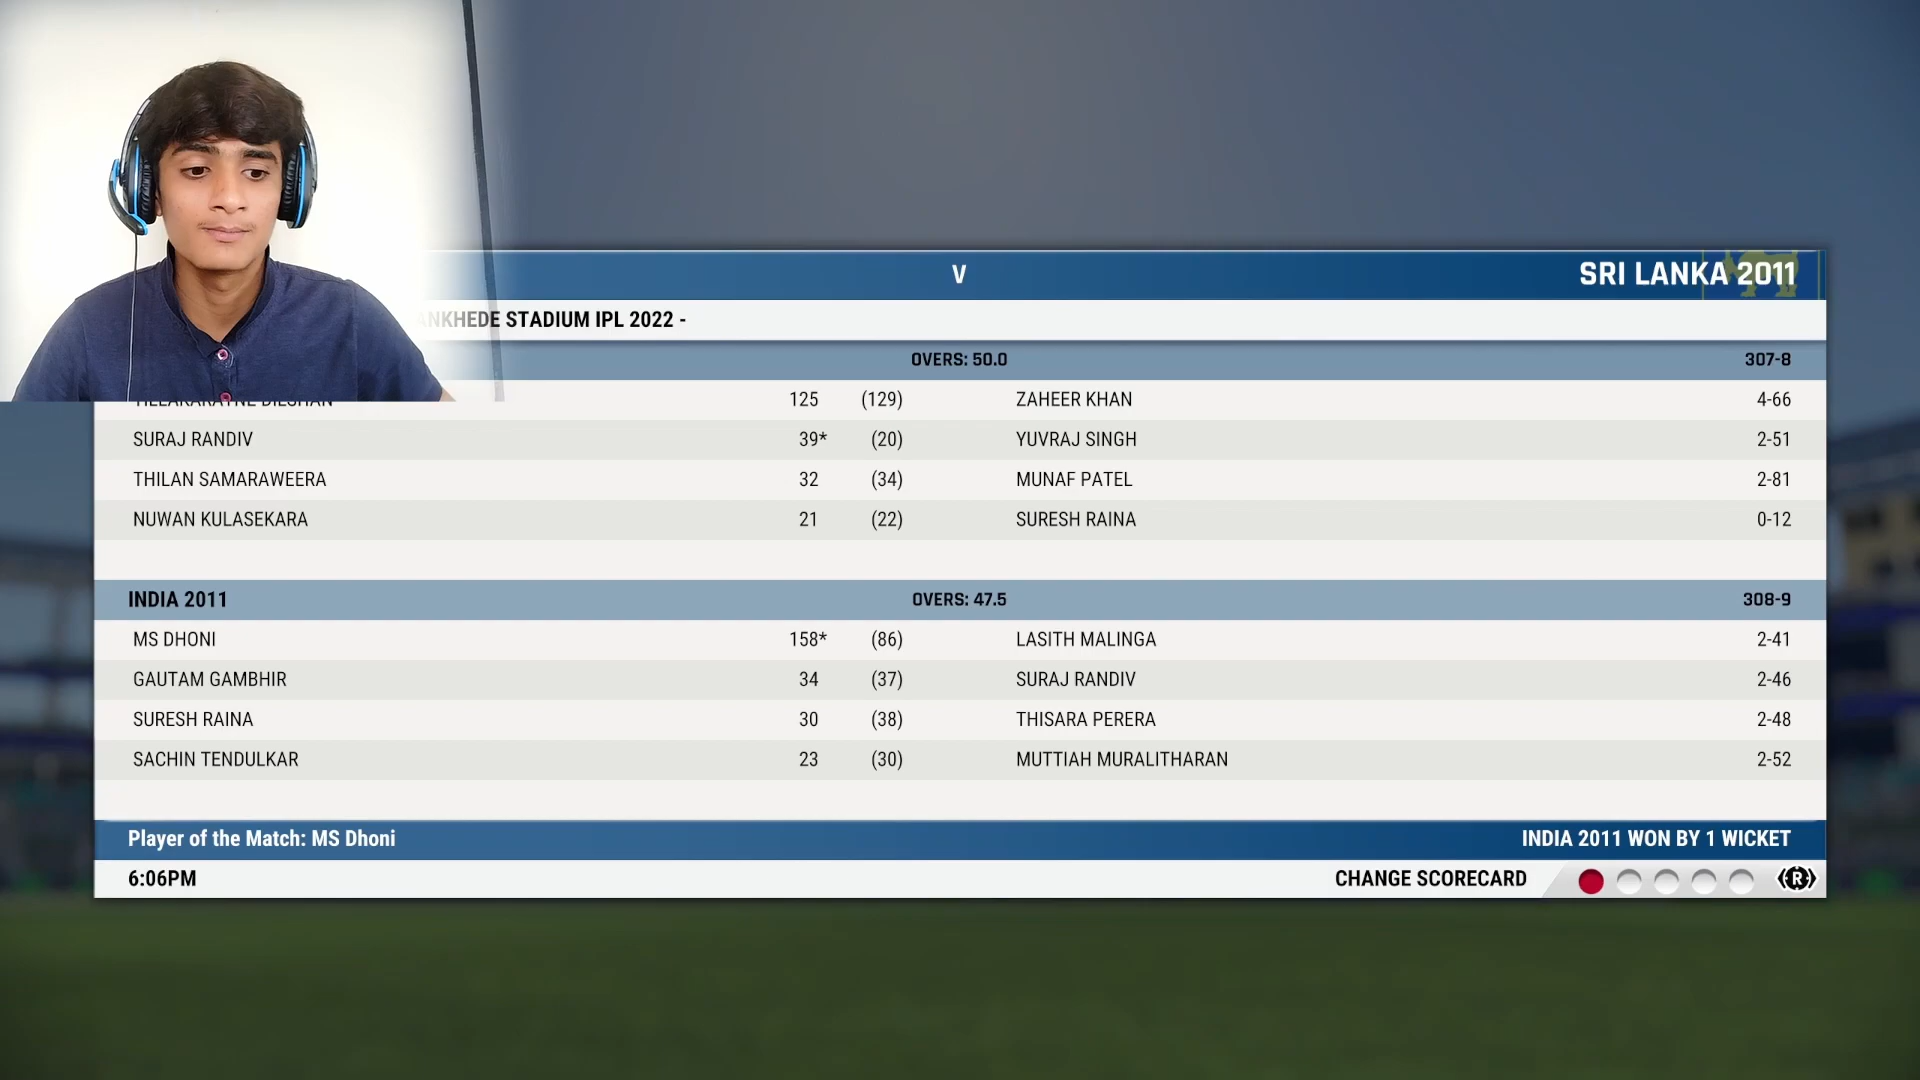 V SRI LANKA 2011
ANKHEDE STADIUM IPL 2022 -
OVERS: 50.0 307-8
125 (129) ZAHEER KHAN 4-66
SURAJ RANDIV 39* (20) YUVRAJ SINGH 2-51
THILAN SAMARAWEERA 32 (34) MUNAF PATEL 2-81
NUWAN KULASEKARA 21 (22) SURESH RAINA 0-12
INDIA 2011 OVERS: 47.5 308-9
MS DHONI 158* (86) LASITH MALINGA 2-41
GAUTAM GAMBHIR 34 (37) SURAJ RANDIV 2-46
SURESH RAINA 30 (38) THISARA PERERA 2-48
SACHIN TENDULKAR 23 (30) MUTTIAH MURALITHARAN 2-52
Player of the Match: MS Dhoni INDIA 2011 WON BY 1 WICKET
6:06PM CHANGE SCORECARD R